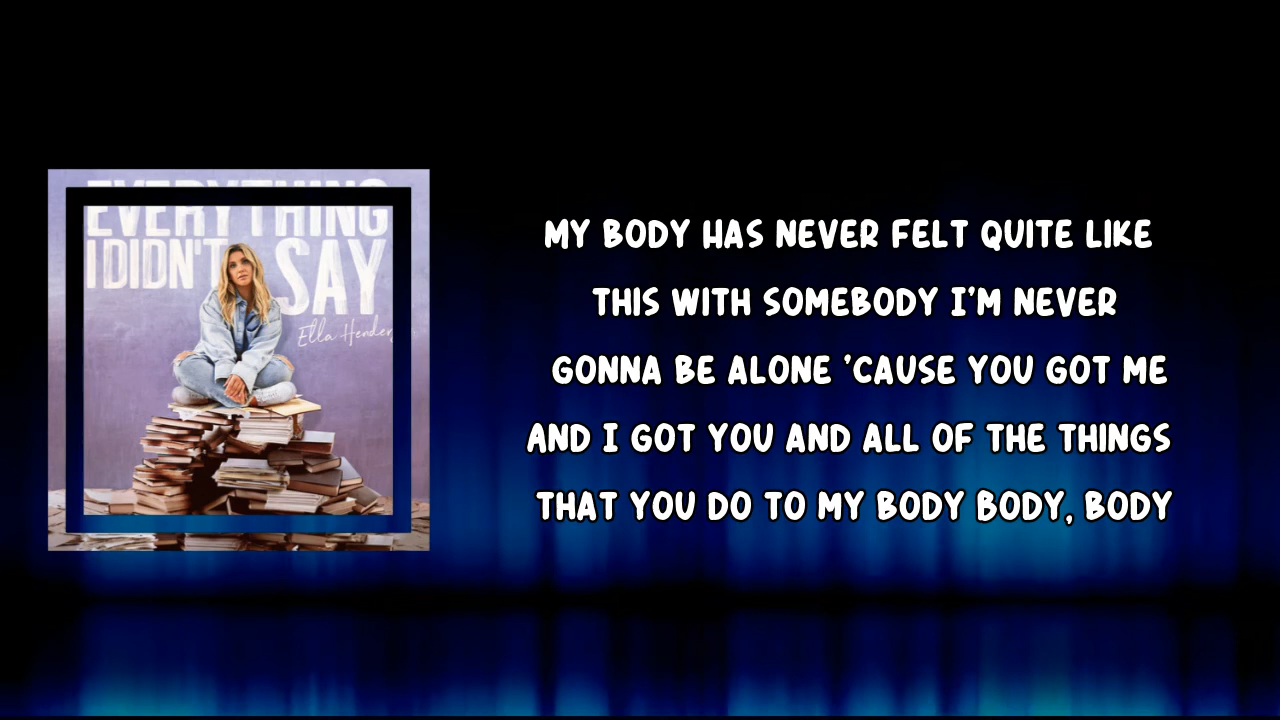 EVERYTHING
I DIDN'T SAY
Ella Hender
MY BODY HAS NEVER FELT QUITE LIKE
THIS WITH SOMEBODY I'M NEVER
GONNA BE ALONE 'CAUSE YOU GOT ME
AND I GOT YOU AND ALL OF THE THINGS
THAT YOU DO TO MY BODY BODY, BODY